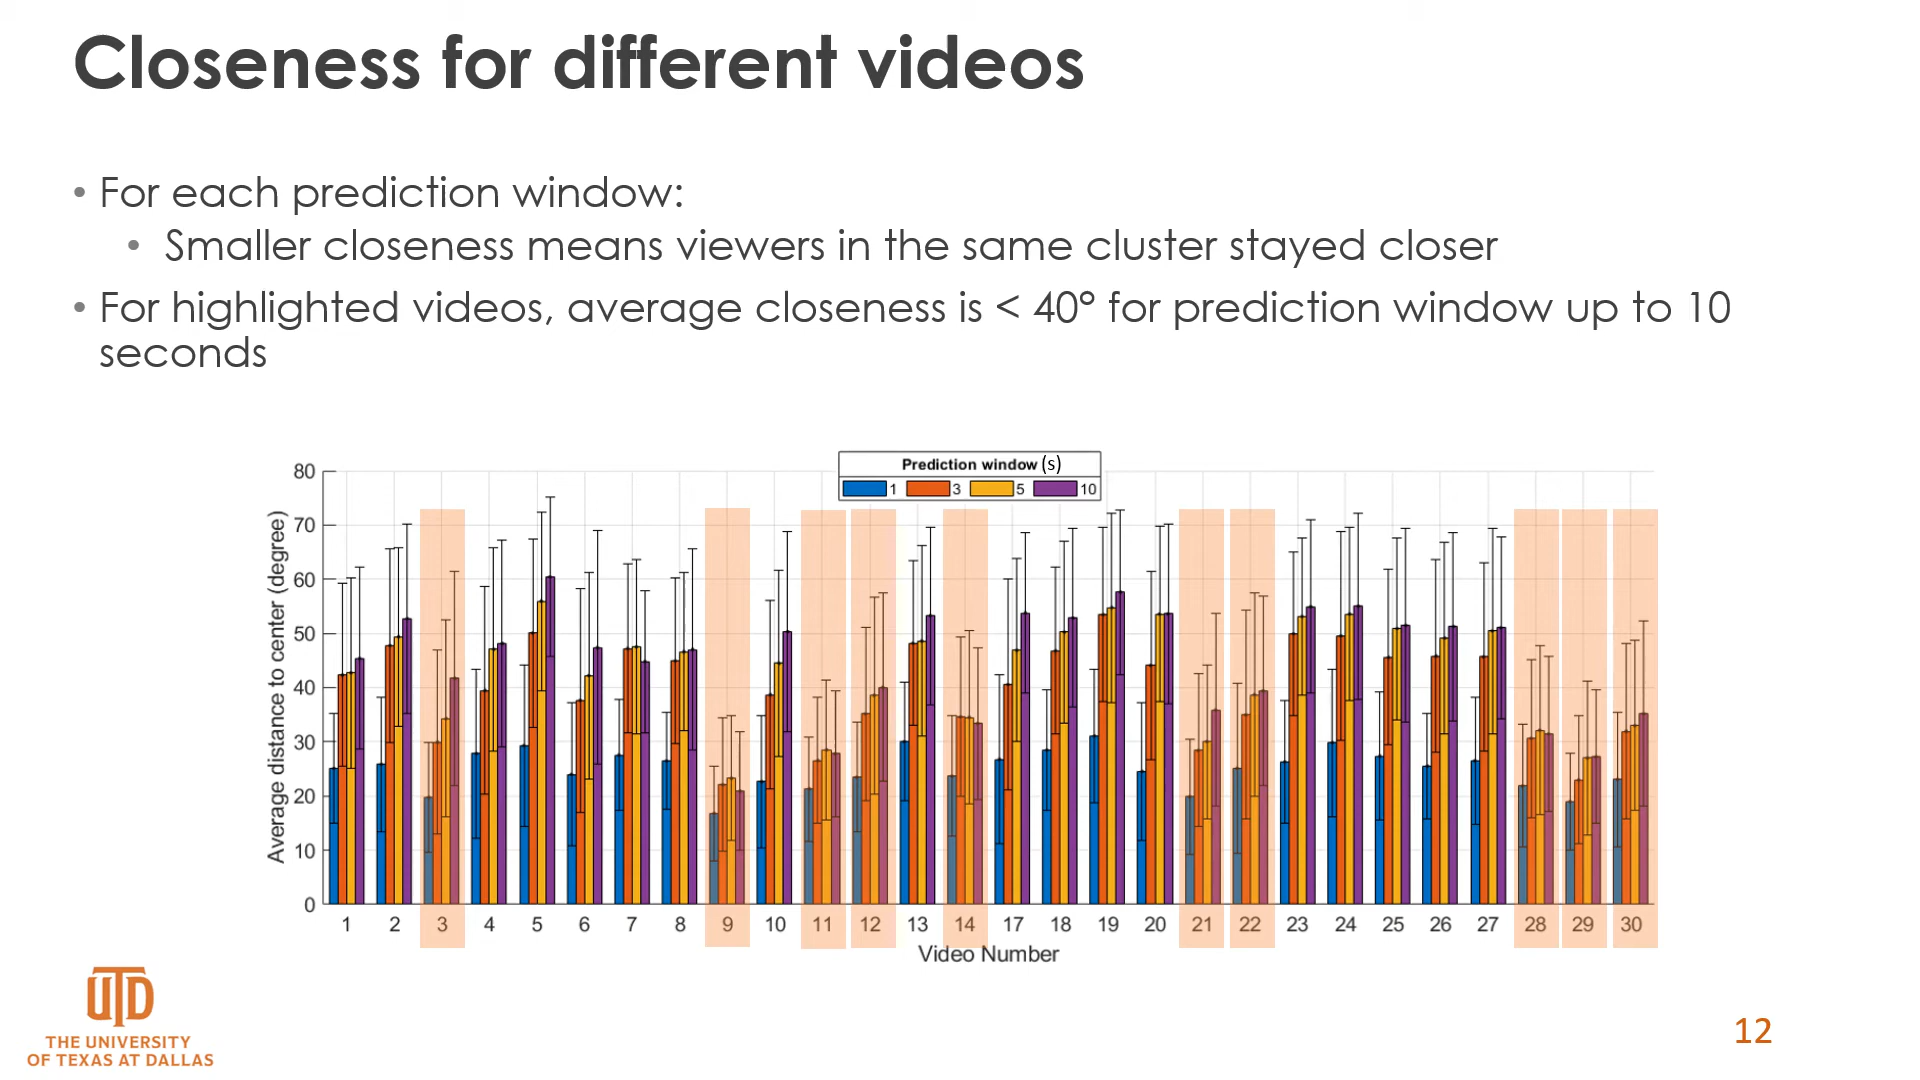 Closeness for different videos
• For each prediction window:
• Smaller closeness means viewers in the same cluster stayed closer
• For highlighted videos, average closeness is < 40° for prediction window up to 10
seconds
Prediction window (s)
1 3 5 10
80
70
60
50
40
30
20
10
0
Average distance to center (degree)
1 2 3 4 5 6 7 8 9 10 11 12 13 14 17 18 19 20 21 22 23 24 25 26 27 28 29 30
Video Number
UTD
THE UNIVERSITY
OF TEXAS AT DALLAS
12